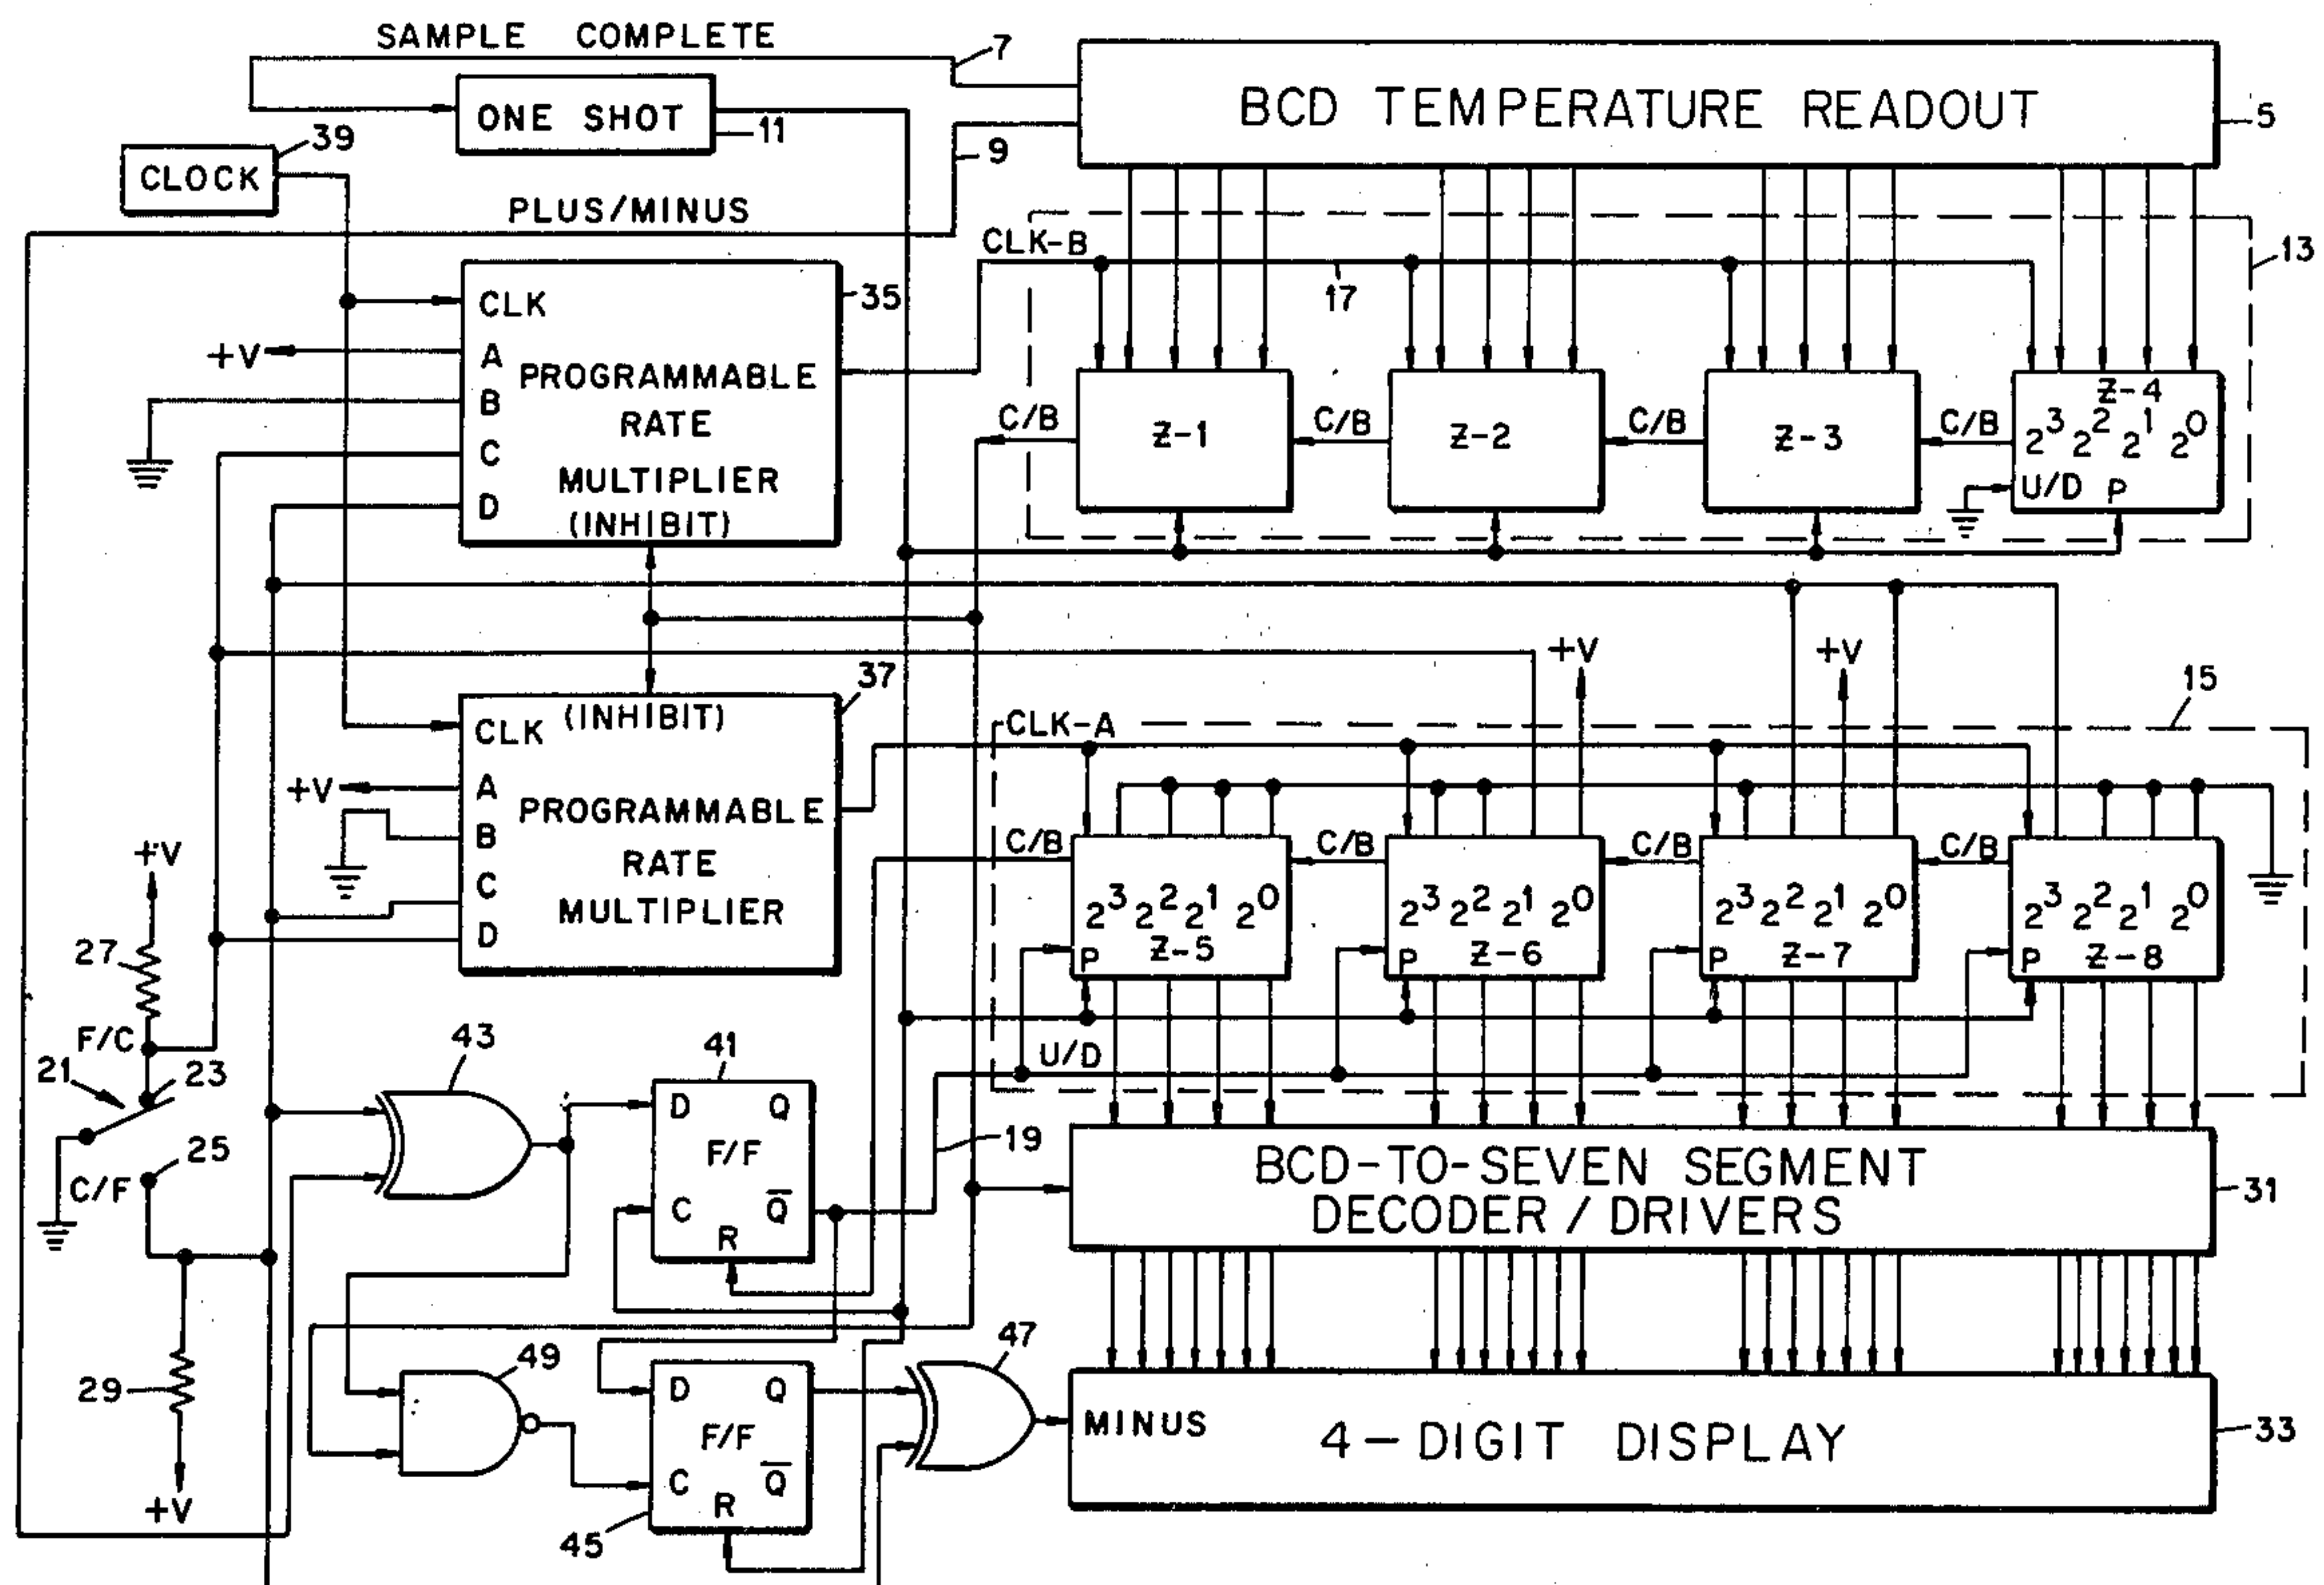 SAMPLE COMPLETE
7
ONE SHOT
11
BCD TEMPERATURE READOUT
5
39
CLOCK
9
PLUS/MINUS
CLK-B
17
13
CLK
A
B
C
D
+V
PROGRAMMABLE
RATE
MULTIPLIER
(INHIBIT)
35
C/B
Z-1
C/B
Z-2
C/B
Z-3
C/B
Z-4
2³ 2² 2¹ 2⁰
U/D P
+V
+V
15
37
(INHIBIT)
CLK
A
B
C
D
+V
PROGRAMMABLE
RATE
MULTIPLIER
CLK-A
C/B
2³ 2² 2¹ 2⁰
P Z-5
C/B
2³ 2² 2¹ 2⁰
P Z-6
C/B
2³ 2² 2¹ 2⁰
P Z-7
C/B
2³ 2² 2¹ 2⁰
P Z-8
U/D
+V
27
F/C
21
23
25
C/F
29
+V
43
41
D Q
F/F
C Q̅
R
19
BCD-TO-SEVEN SEGMENT
DECODER / DRIVERS
31
49
45
D Q
F/F
C Q̅
R
47
MINUS
4-DIGIT DISPLAY
33